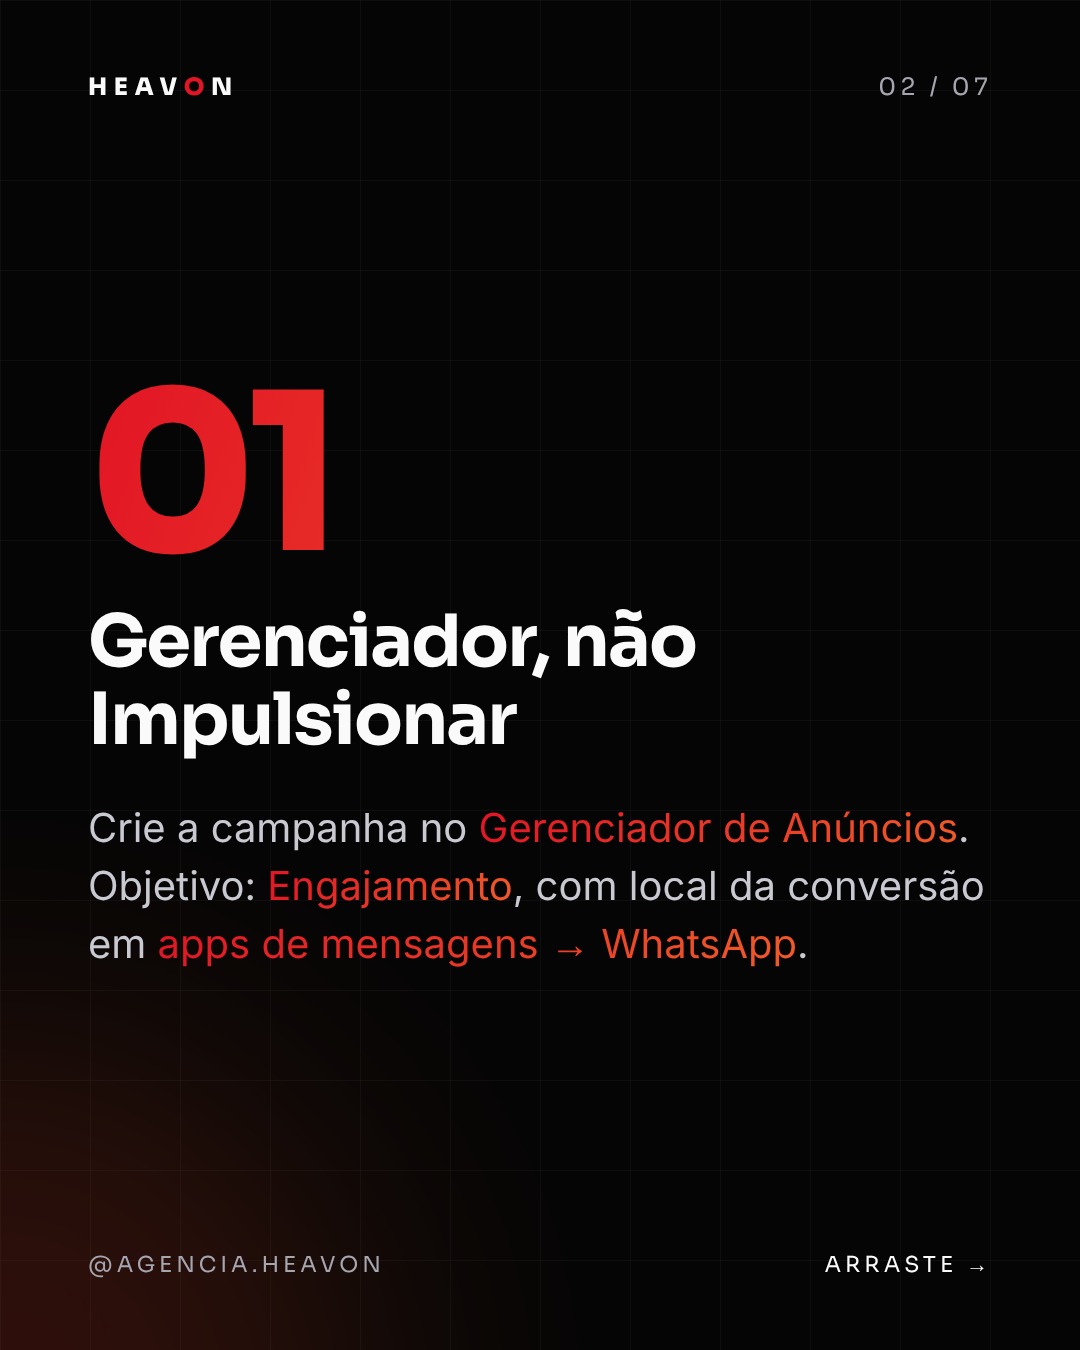 HEAVON
02 / 07
01
Gerenciador, não
Impulsionar
Crie a campanha no Gerenciador de Anúncios.
Objetivo: Engajamento, com local da conversão
em apps de mensagens → WhatsApp.
@AGENCIA.HEAVON
ARRASTE →